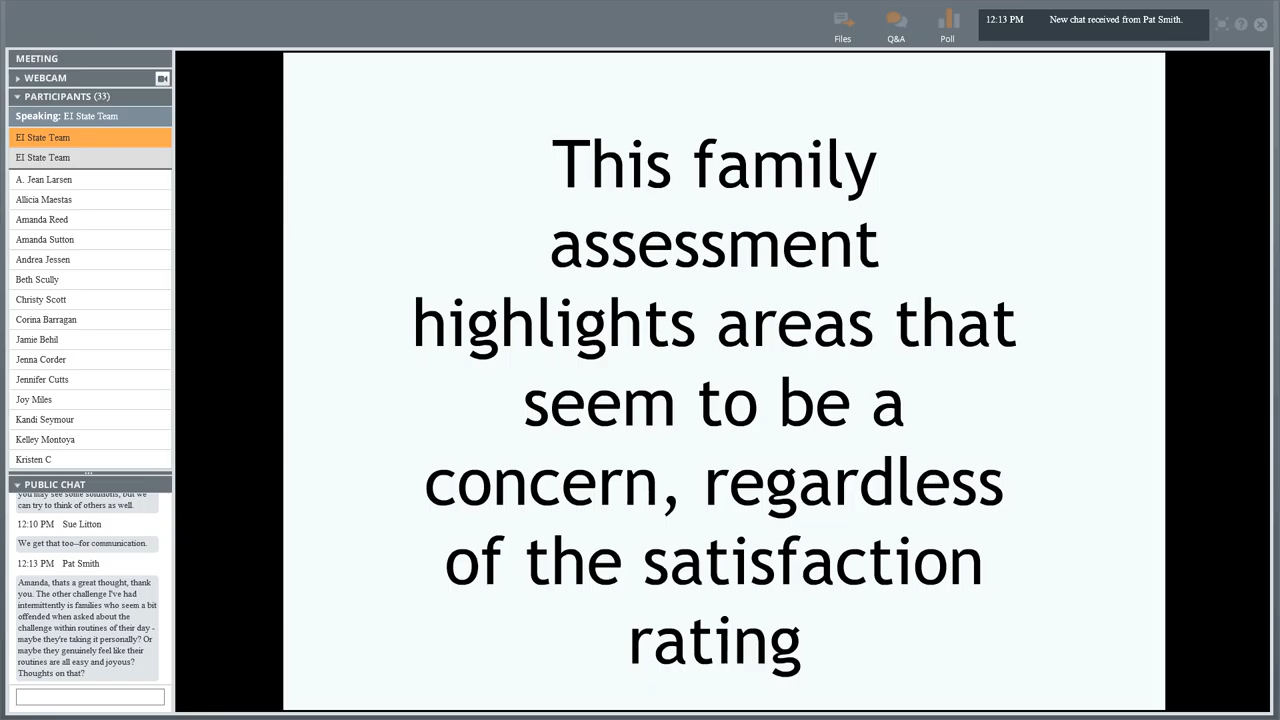 12:13 PM New chat received from Pat Smith.
Files
Q&A
Poll
MEETING
WEBCAM
PARTICIPANTS (33)
Speaking: EI State Team
EI State Team
EI State Team
A. Jean Larsen
Allicia Maestas
Amanda Reed
Amanda Sutton
Andrea Jessen
Beth Scully
Christy Scott
Corina Barragan
Jamie Behil
Jenna Corder
Jennifer Cutts
Joy Miles
Kandi Seymour
Kelley Montoya
Kristen C
PUBLIC CHAT
you may see some solutions, but we
can try to think of others as well.
12:10 PM Sue Litton
We get that too--for communication.
12:13 PM Pat Smith
Amanda, thats a great thought, thank
you. The other challenge I've had
intermittently is families who seem a bit
offended when asked about the
challenge within routines of their day -
maybe they're taking it personally? Or
maybe they genuinely feel like their
routines are all easy and joyous?
Thoughts on that?
This family
assessment
highlights areas that
seem to be a
concern, regardless
of the satisfaction
rating